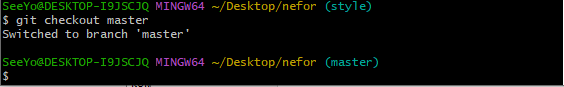 SeeYo@DESKTOP-I9JSCJQ MINGW64 ~/Desktop/nefor (style)
$ git checkout master
Switched to branch 'master'
SeeYo@DESKTOP-I9JSCJQ MINGW64 ~/Desktop/nefor (master)
$